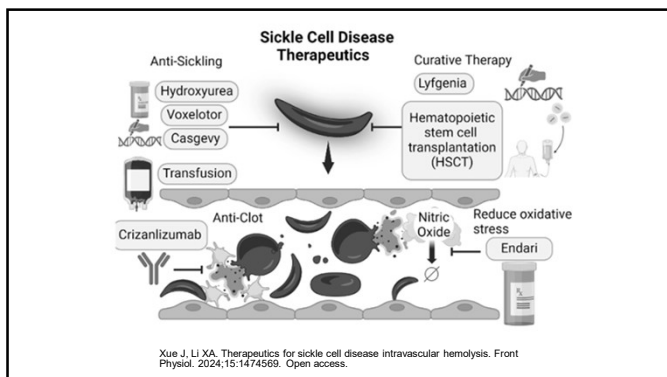 Sickle Cell Disease
Therapeutics
Anti-Sickling
Hydroxyurea
Voxelotor
Casgevy
Transfusion
Curative Therapy
Lyfgenia
Hematopoietic
stem cell
transplantation
(HSCT)
Anti-Clot
Crizanlizumab
Nitric
Oxide
Reduce oxidative
stress
Endari
Xue J, Li XA. Therapeutics for sickle cell disease intravascular hemolysis. Front
Physiol. 2024;15:1474569. Open access.